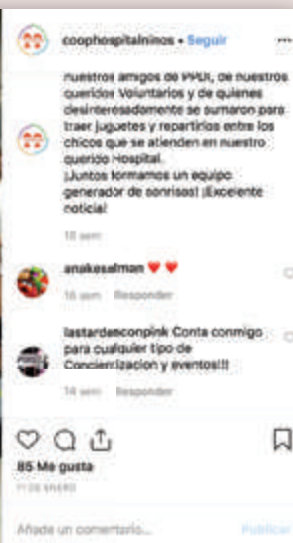 coophospitalninos • Seguir
nuestros amigos de PPDI, de nuestros
queridos Voluntarios y de quienes
desinteresadamente se sumaron para
traer juguetes y repartirlos entre los
chicos que se atienden en nuestro
querido Hospital.
¡Juntos formamos un equipo
generador de sonrisas! ¡Excelente
noticia!
18 sem
anakesalman ❤️ ❤️
16 sem Responder
lastardesconpink Conta conmigo
para cualquier tipo de
Concientizacion y eventos!!!
14 sem Responder
85 Me gusta
11 DE ENERO
Añade un comentario... Publicar